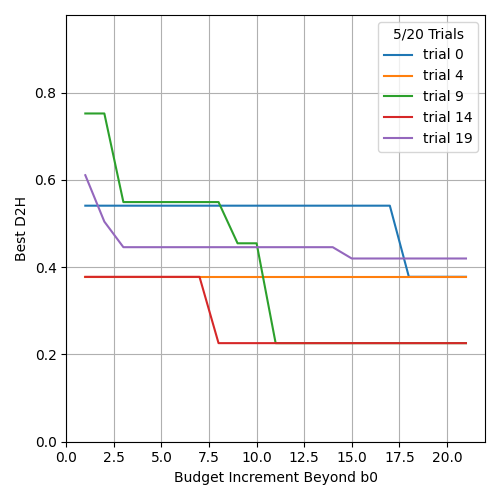 5/20 Trials
trial 0
trial 4
trial 9
trial 14
trial 19
Best D2H
0.8
0.6
0.4
0.2
0.0
0.0 2.5 5.0 7.5 10.0 12.5 15.0 17.5 20.0
Budget Increment Beyond b0